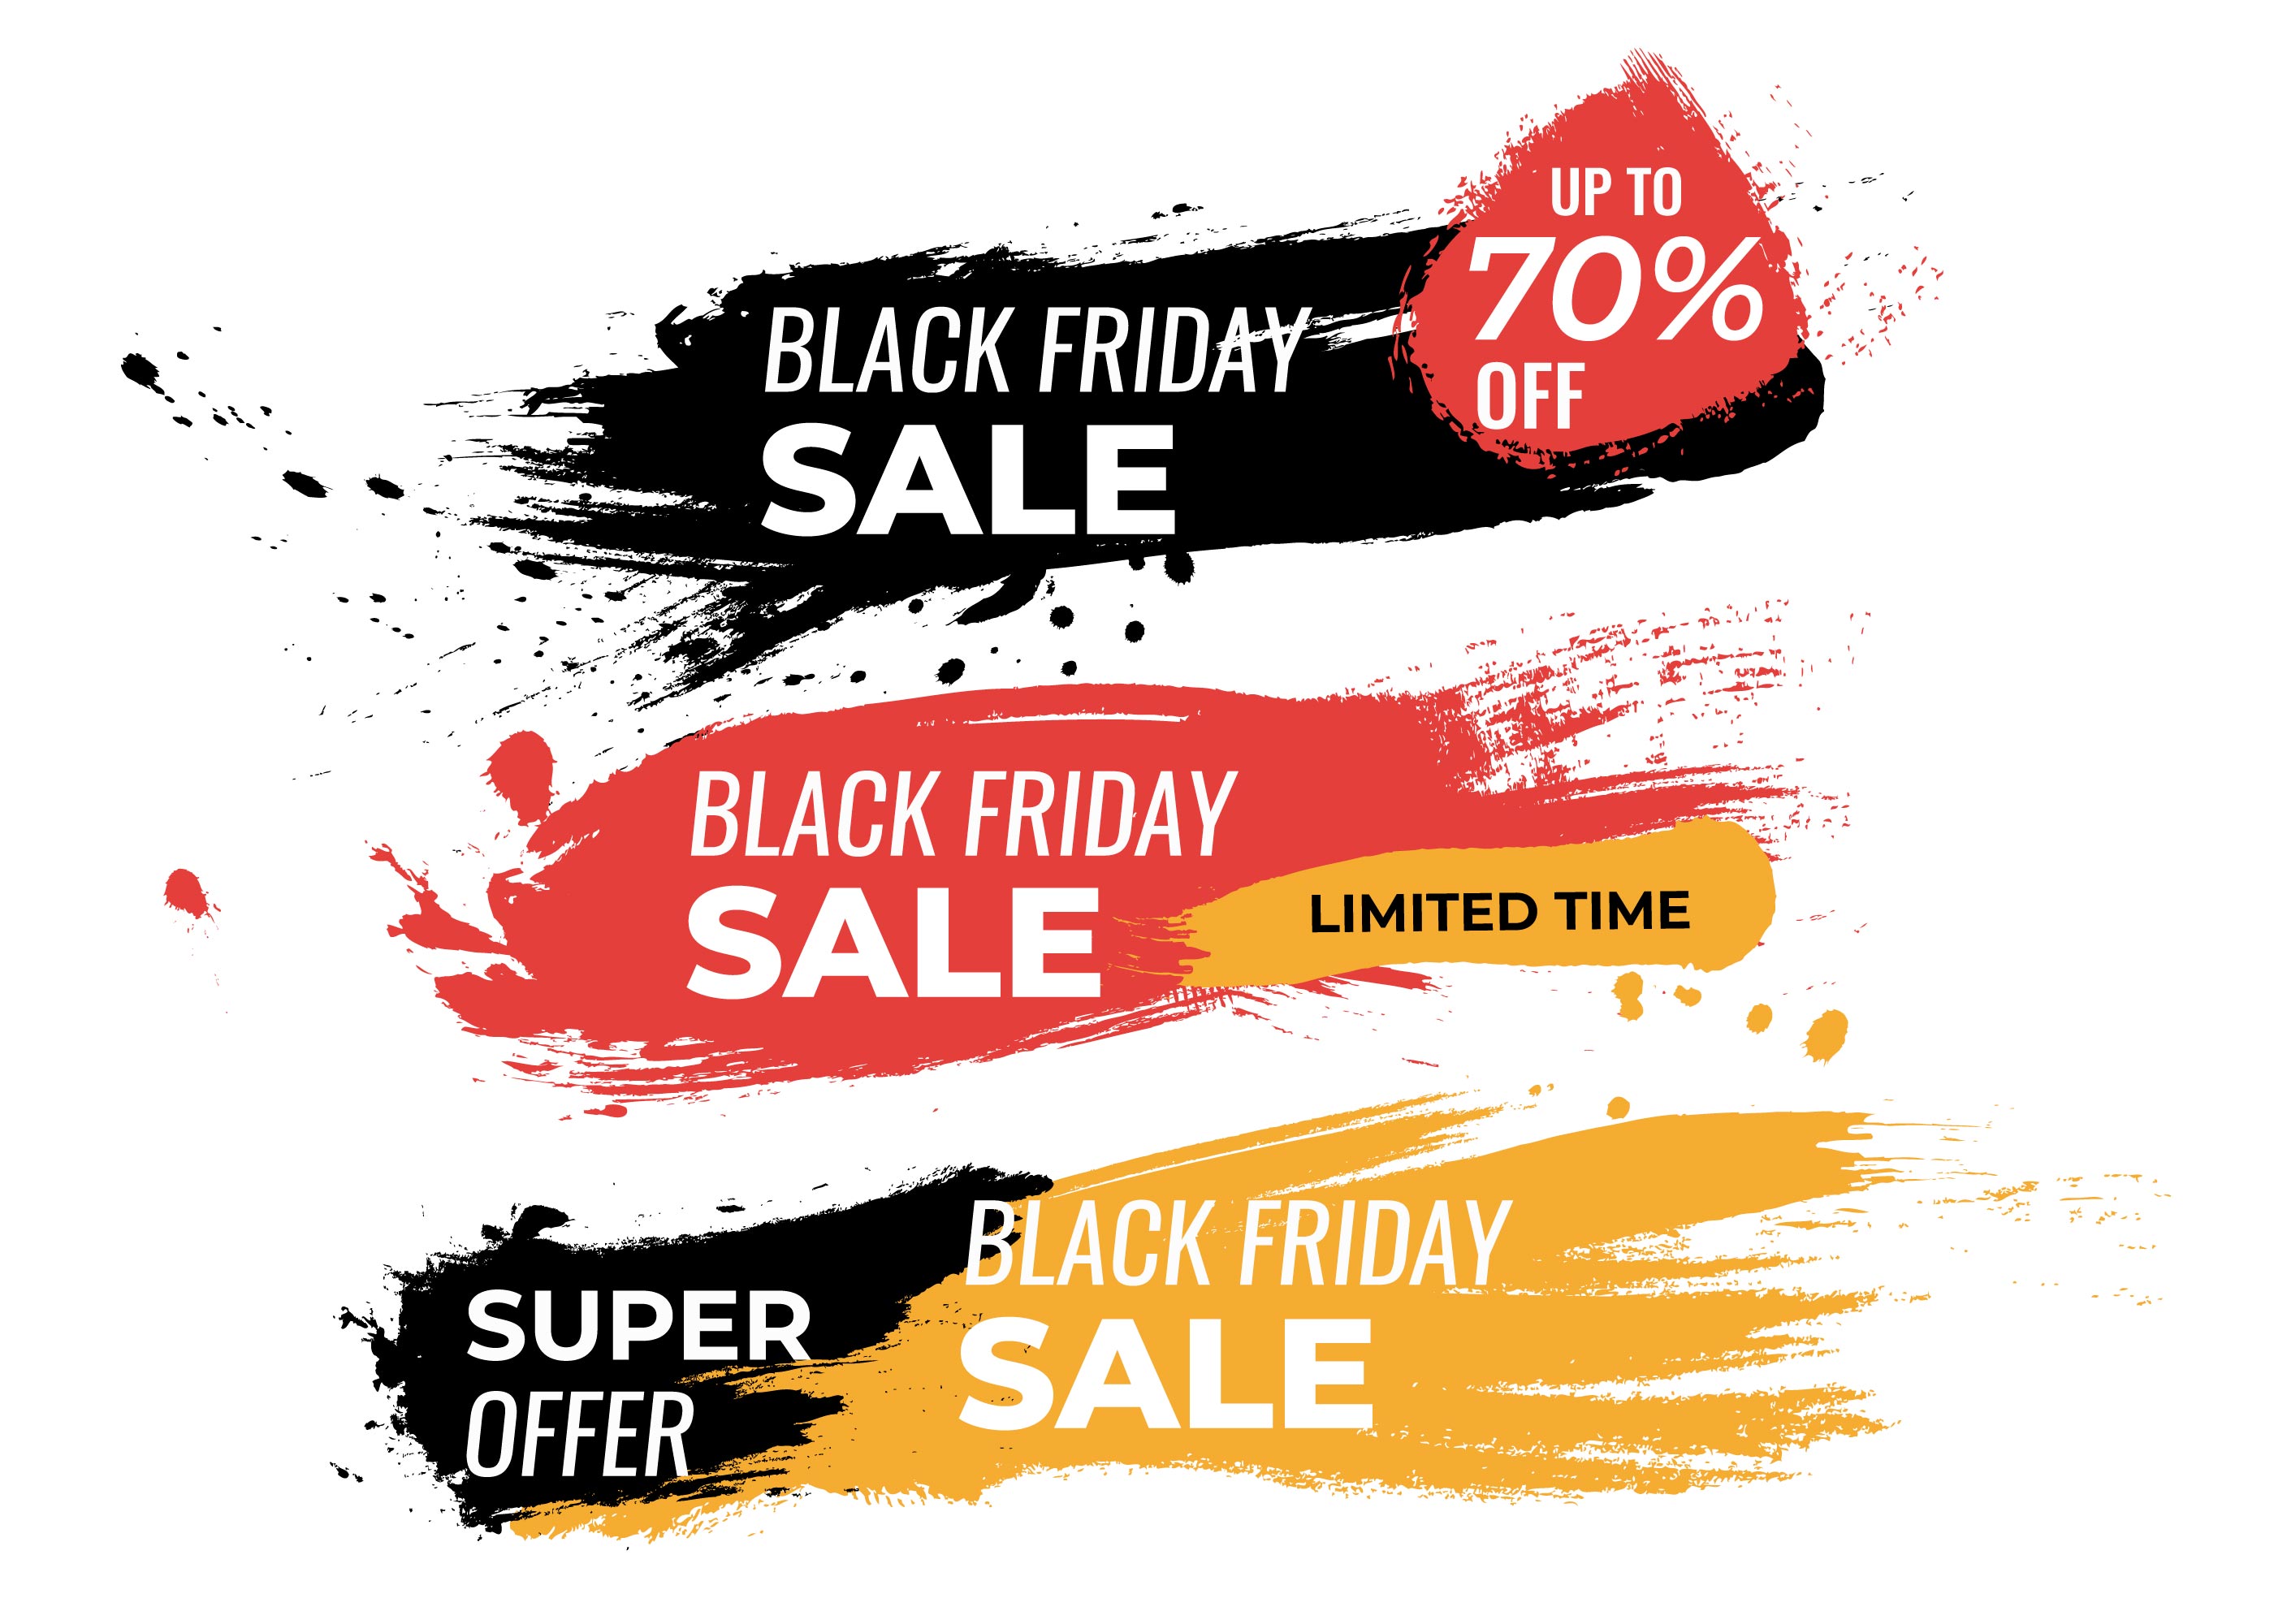 BLACK FRIDAY
SALE
UP TO
70%
OFF
BLACK FRIDAY
SALE
LIMITED TIME
SUPER
OFFER
BLACK FRIDAY
SALE